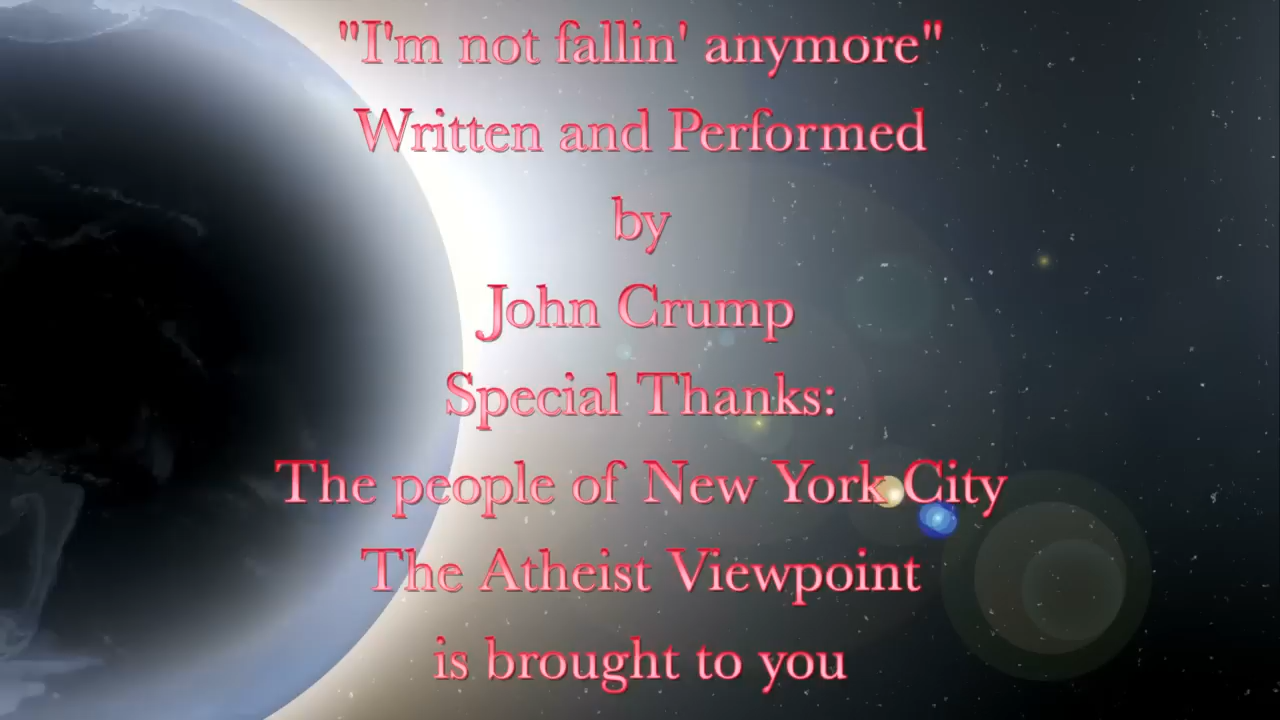 "I'm not fallin' anymore"
Written and Performed
by
John Crump
Special Thanks:
The people of New York City
The Atheist Viewpoint
is brought to you